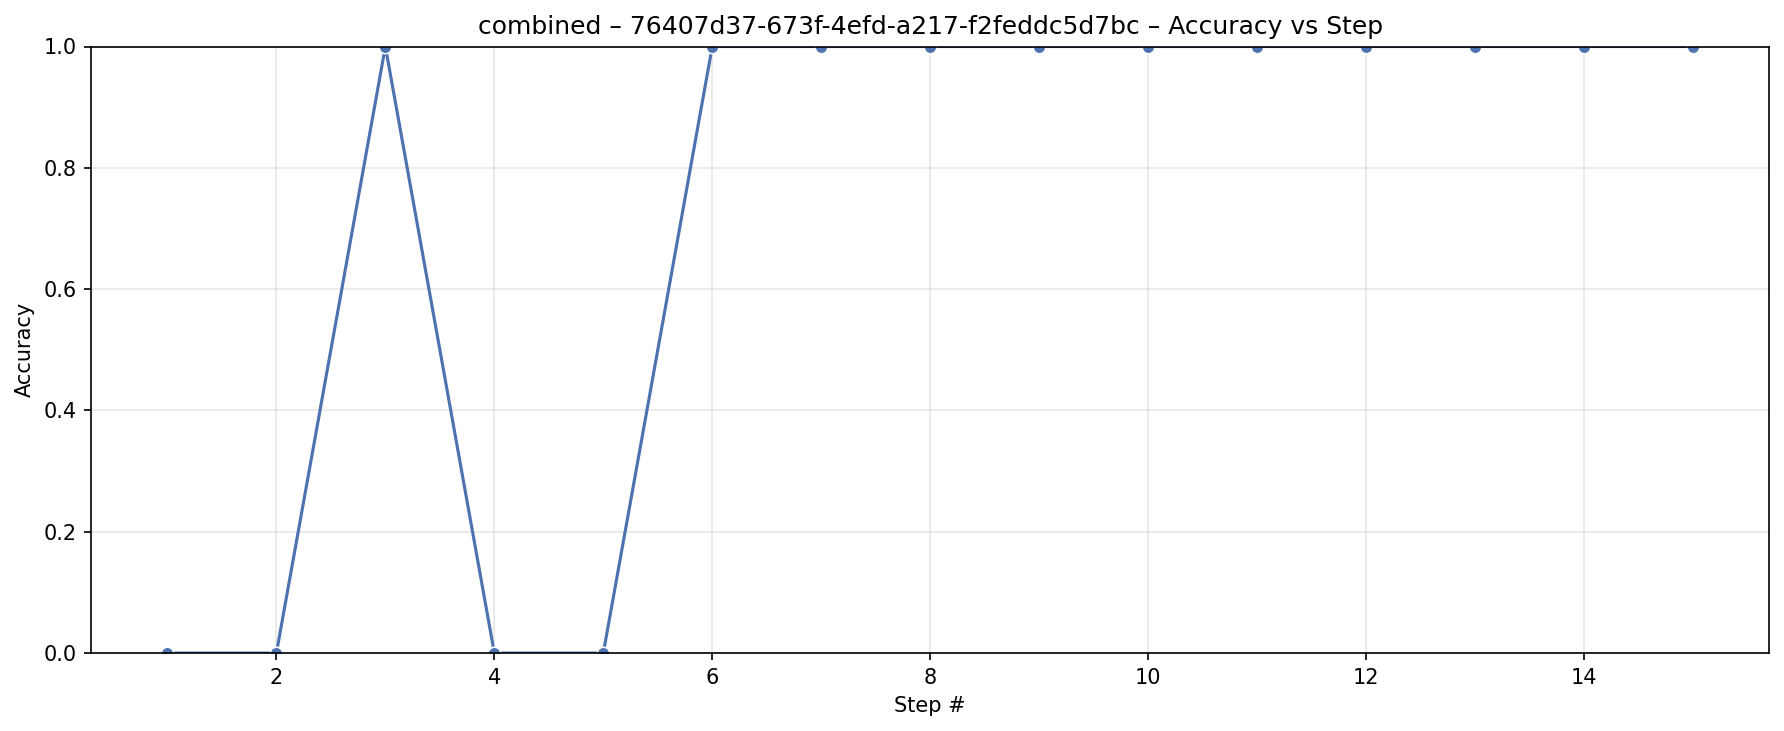 combined – 76407d37-673f-4efd-a217-f2feddc5d7bc – Accuracy vs Step
1.0
0.8
0.6
0.4
0.2
0.0
Accuracy
2 4 6 8 10 12 14
Step #